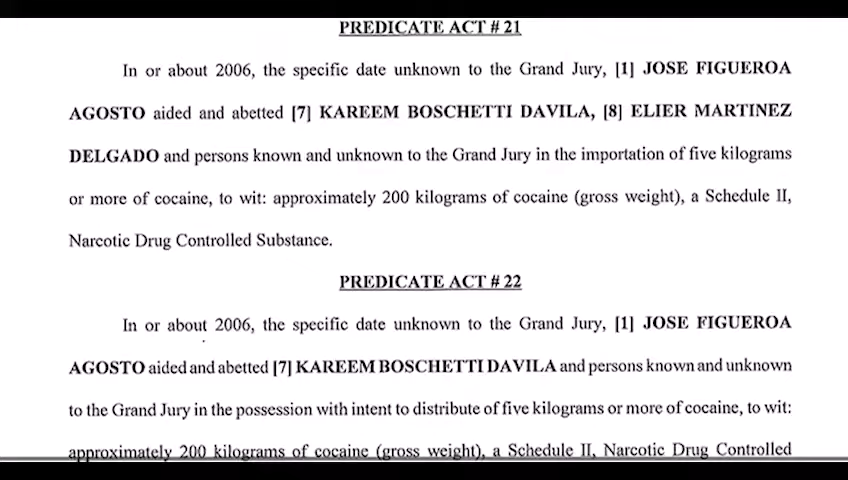 PREDICATE ACT # 21
In or about 2006, the specific date unknown to the Grand Jury, [1] JOSE FIGUEROA
AGOSTO aided and abetted [7] KAREEM BOSCHETTI DAVILA, [8] ELIER MARTINEZ
DELGADO and persons known and unknown to the Grand Jury in the importation of five kilograms
or more of cocaine, to wit: approximately 200 kilograms of cocaine (gross weight), a Schedule II,
Narcotic Drug Controlled Substance.
PREDICATE ACT # 22
In or about 2006, the specific date unknown to the Grand Jury, [1] JOSE FIGUEROA
AGOSTO aided and abetted [7] KAREEM BOSCHETTI DAVILA and persons known and unknown
to the Grand Jury in the possession with intent to distribute of five kilograms or more of cocaine, to wit:
approximately 200 kilograms of cocaine (gross weight), a Schedule II, Narcotic Drug Controlled